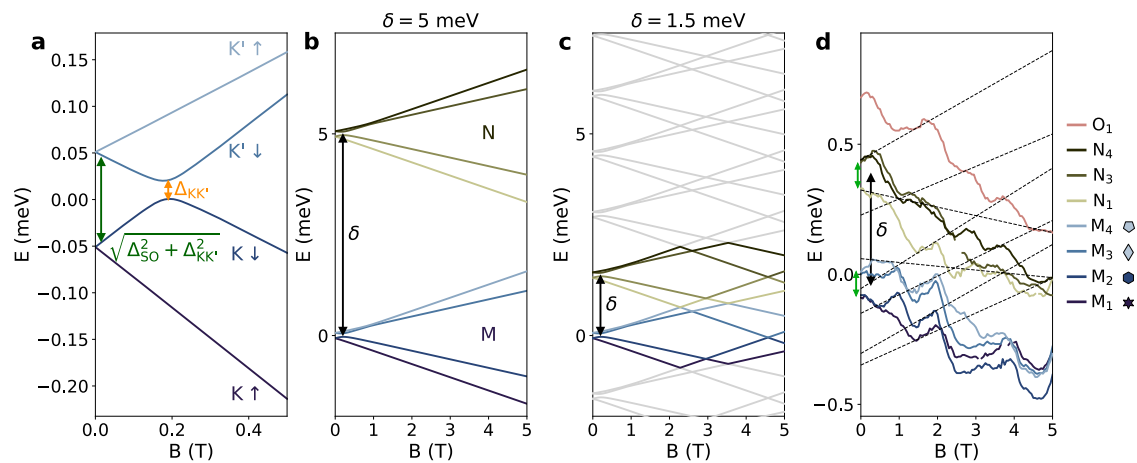 δ = 5 meV
δ = 1.5 meV
a
b
c
d
E (meV)
0.15
0.10
0.05
0.00
−0.05
−0.10
−0.15
−0.20
K' ↑
K' ↓
Δ_KK'
√(Δ²_SO + Δ²_KK')
K ↓
K ↑
0.0
0.2
0.4
B (T)
E (meV)
5
0
N
δ
M
0
1
2
3
4
5
B (T)
E (meV)
5
0
δ
0
1
2
3
4
5
B (T)
E (meV)
0.5
0.0
−0.5
δ
0
1
2
3
4
5
B (T)
O₁
N₄
N₃
N₁
M₄
M₃
M₂
M₁